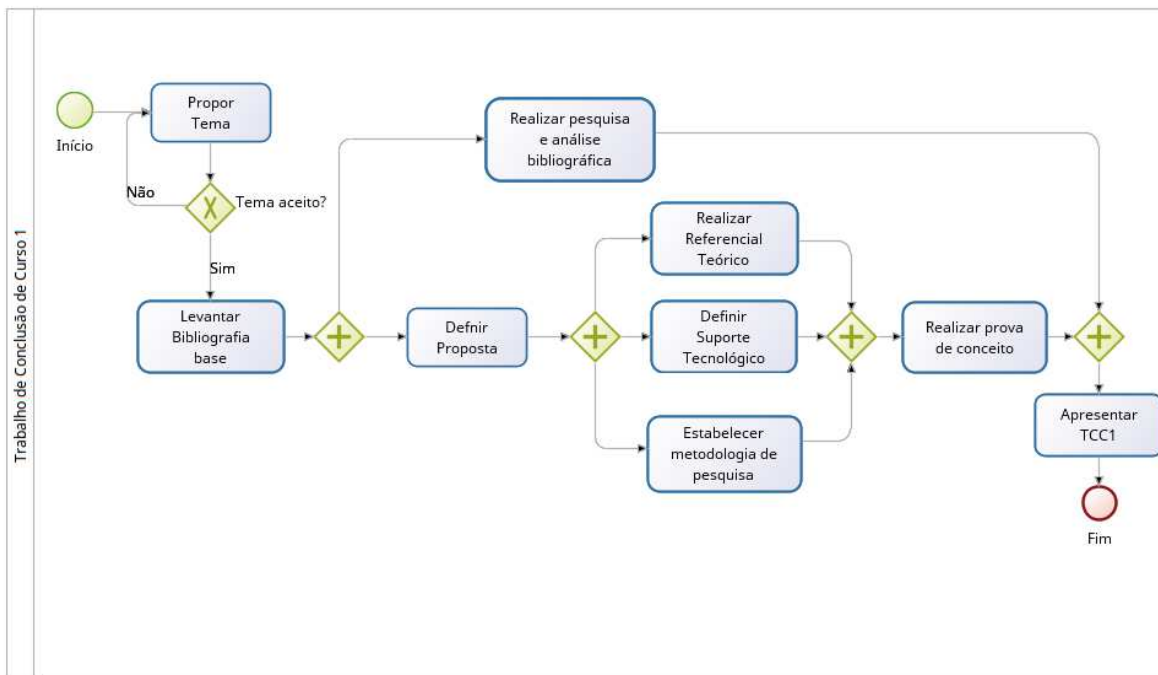 Trabalho de Conclusão de Curso 1
Início
Propor
Tema
Não
Tema aceito?
Sim
Levantar
Bibliografia
base
Realizar pesquisa
e análise
bibliográfica
Defnir
Proposta
Realizar
Referencial
Teórico
Definir
Suporte
Tecnológico
Estabelecer
metodologia de
pesquisa
Realizar prova
de conceito
Apresentar
TCC1
Fim